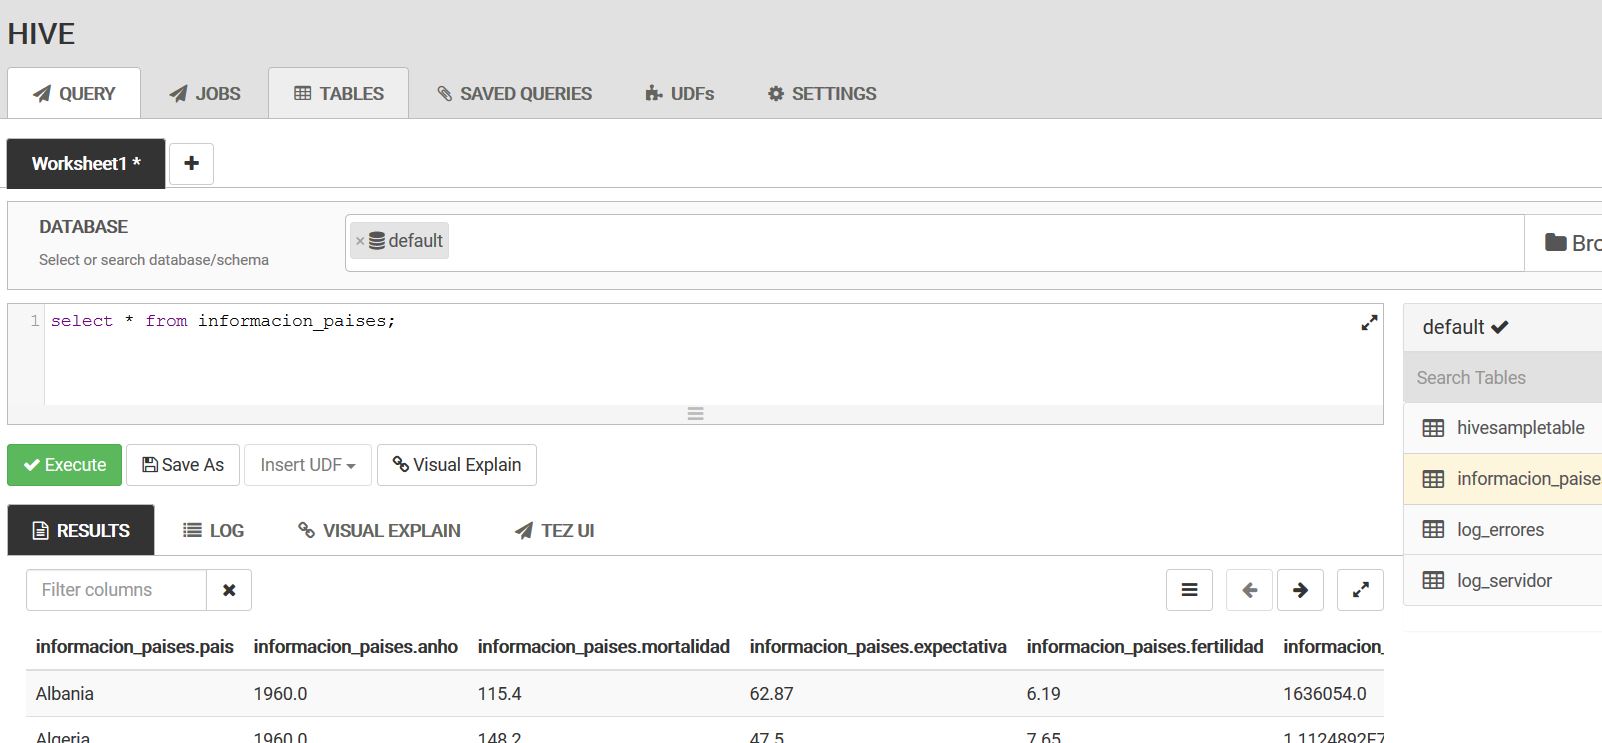 HIVE
QUERY JOBS TABLES SAVED QUERIES UDFs SETTINGS
Worksheet1 * +
DATABASE
Select or search database/schema
× default
Bro
1 select * from informacion_paises;
default
Search Tables
hivesampletable
informacion_paises
log_errores
log_servidor
Execute Save As Insert UDF Visual Explain
RESULTS LOG VISUAL EXPLAIN TEZ UI
Filter columns
informacion_paises.pais informacion_paises.anho informacion_paises.mortalidad informacion_paises.expectativa informacion_paises.fertilidad informacion_
Albania 1960.0 115.4 62.87 6.19 1636054.0
Algeria 1960.0 148.2 47.5 7.65 1.1124892E7